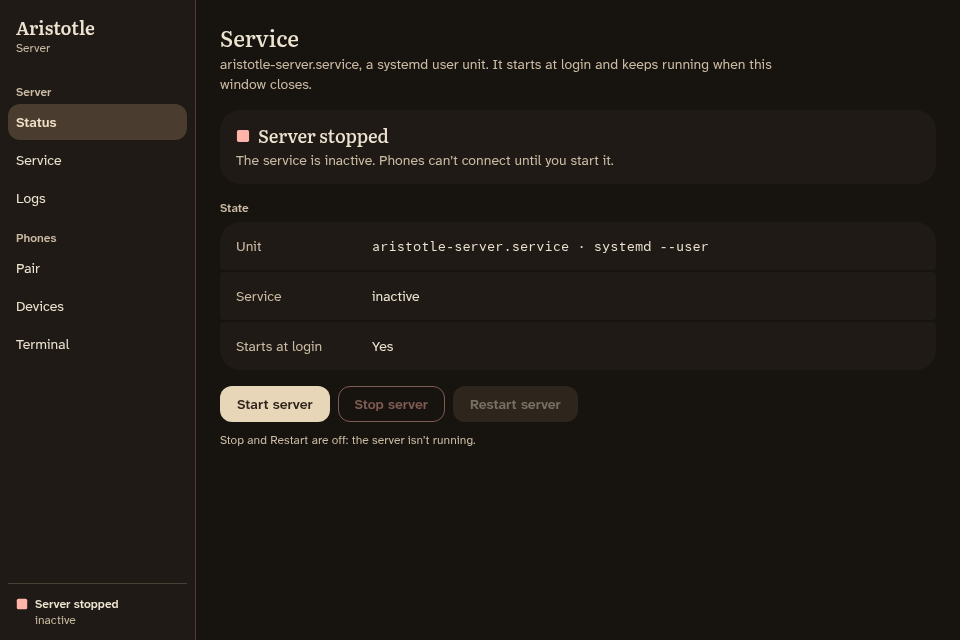 Aristotle
Server
Server
Status
Service
Logs
Phones
Pair
Devices
Terminal
Server stopped
inactive
Service
aristotle-server.service, a systemd user unit. It starts at login and keeps running when this
window closes.
Server stopped
The service is inactive. Phones can't connect until you start it.
State
Unit aristotle-server.service · systemd --user
Service inactive
Starts at login Yes
Start server Stop server Restart server
Stop and Restart are off: the server isn't running.